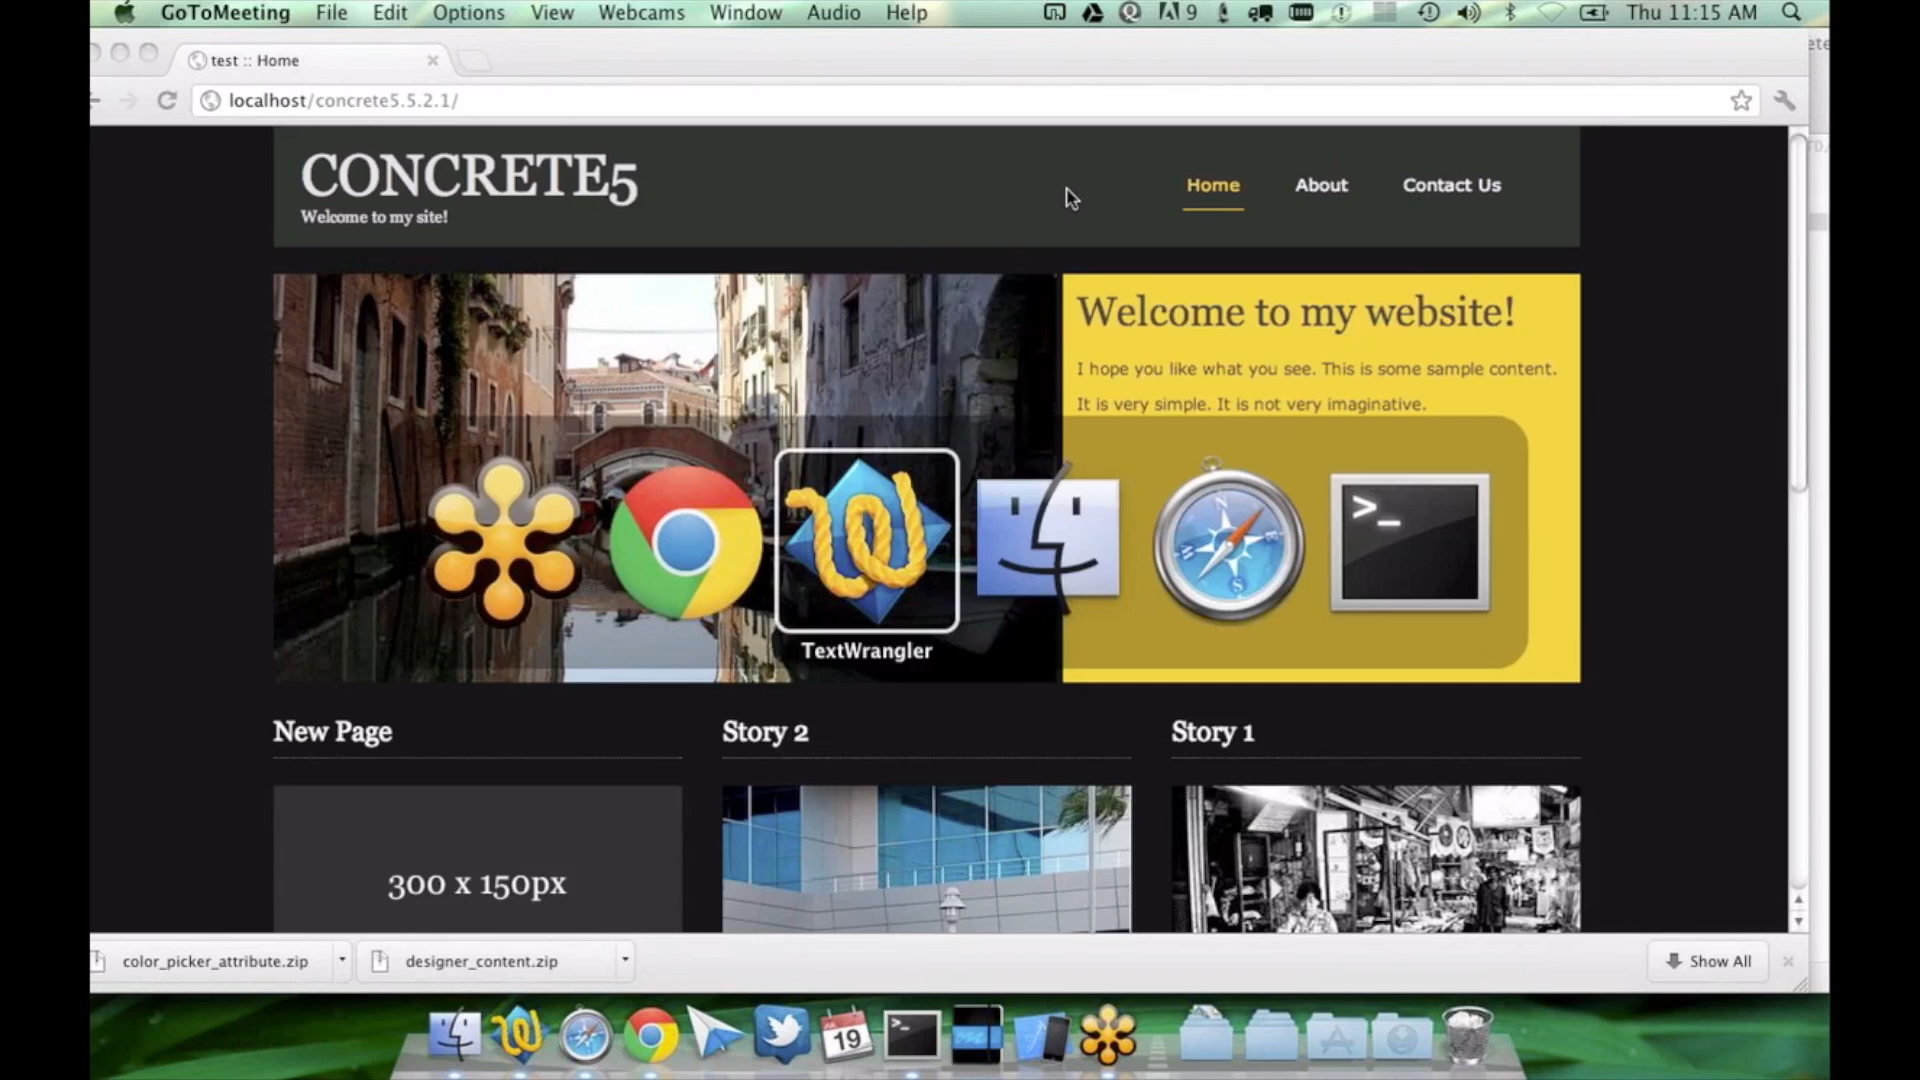 GoToMeeting File Edit Options View Webcams Window Audio Help 9 Thu 11:15 AM
test :: Home
localhost/concrete5.5.2.1/
CONCRETE5
Welcome to my site!
Home About Contact Us
Welcome to my website!
I hope you like what you see. This is some sample content.
It is very simple. It is not very imaginative.
TextWrangler
New Page Story 2 Story 1
300 x 150px
color_picker_attribute.zip designer_content.zip Show All
19